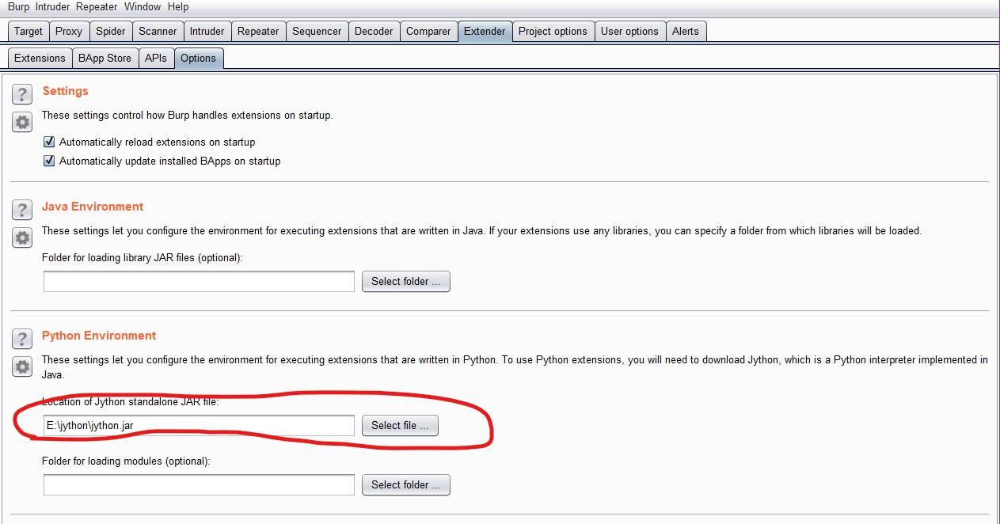 Burp Intruder Repeater Window Help
Target Proxy Spider Scanner Intruder Repeater Sequencer Decoder Comparer Extender Project options User options Alerts
Extensions BApp Store APIs Options
? Settings
These settings control how Burp handles extensions on startup.
Automatically reload extensions on startup
Automatically update installed BApps on startup
? Java Environment
These settings let you configure the environment for executing extensions that are written in Java. If your extensions use any libraries, you can specify a folder from which libraries will be loaded.
Folder for loading library JAR files (optional):
Select folder ...
? Python Environment
These settings let you configure the environment for executing extensions that are written in Python. To use Python extensions, you will need to download Jython, which is a Python interpreter implemented in
Java.
Location of Jython standalone JAR file:
E:\jython\jython.jar Select file ...
Folder for loading modules (optional):
Select folder ...